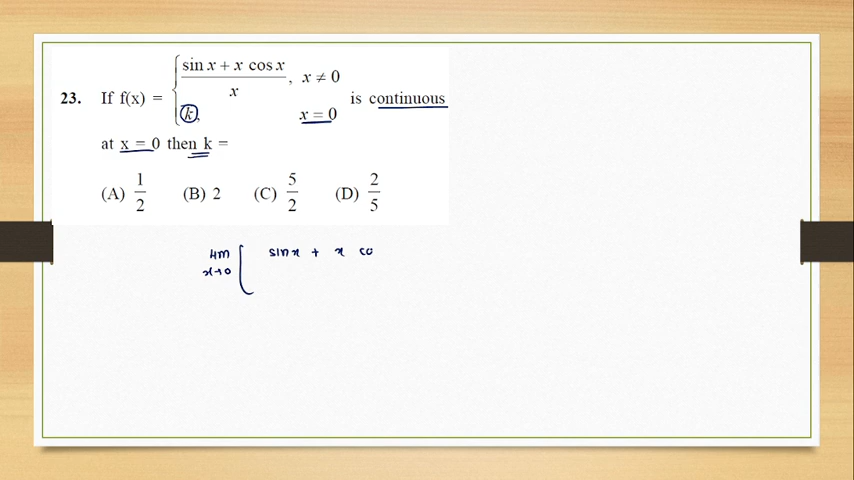 sin x + x cos x
23. If f(x) = { ―――――――, x ≠ 0 is continuous
x
k, x = 0
at x = 0 then k =
(A) 1/2 (B) 2 (C) 5/2 (D) 2/5
lim [ sin x + x co
x→0